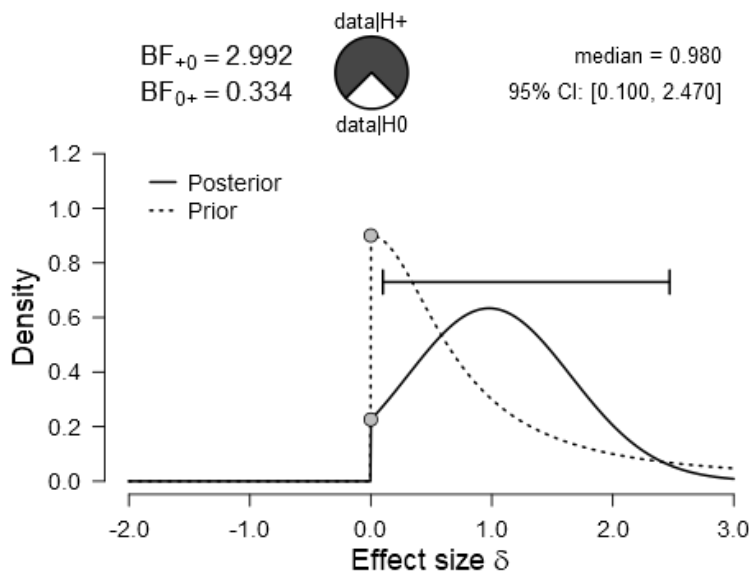 data|H+
BF₊₀ = 2.992
BF₀₊ = 0.334
median = 0.980
95% CI: [0.100, 2.470]
data|H0
Posterior
Prior
1.2
1.0
0.8
0.6
0.4
0.2
0.0
Density
-2.0 -1.0 0.0 1.0 2.0 3.0
Effect size δ